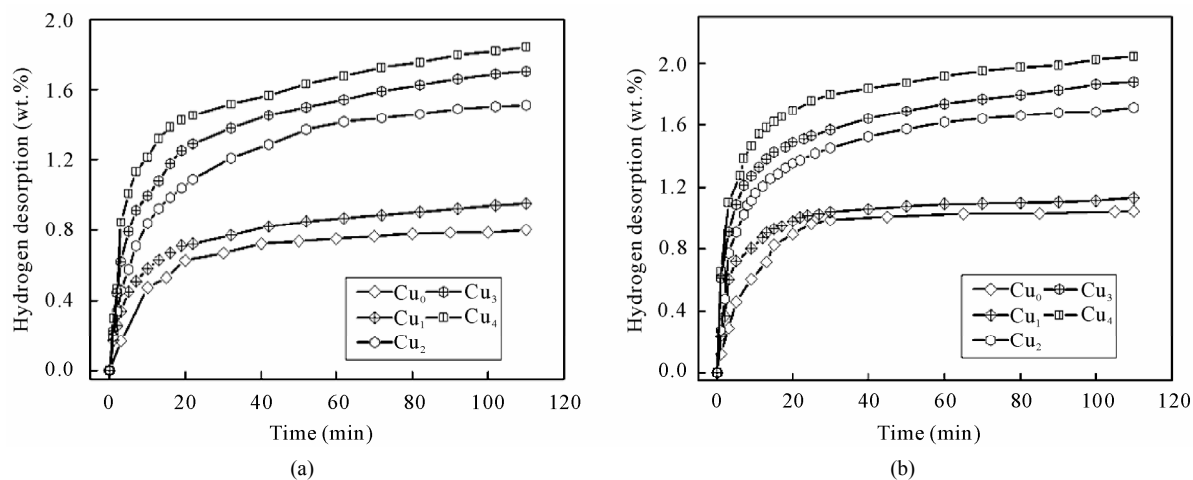 2.0
1.6
1.2
0.8
0.4
0.0
Hydrogen desorption (wt.%)
0 20 40 60 80 100 120
Time (min)
Cu₀ Cu₃
Cu₁ Cu₄
Cu₂
(a)
2.0
1.6
1.2
0.8
0.4
0.0
Hydrogen desorption (wt.%)
0 20 40 60 80 100 120
Time (min)
Cu₀ Cu₃
Cu₁ Cu₄
Cu₂
(b)